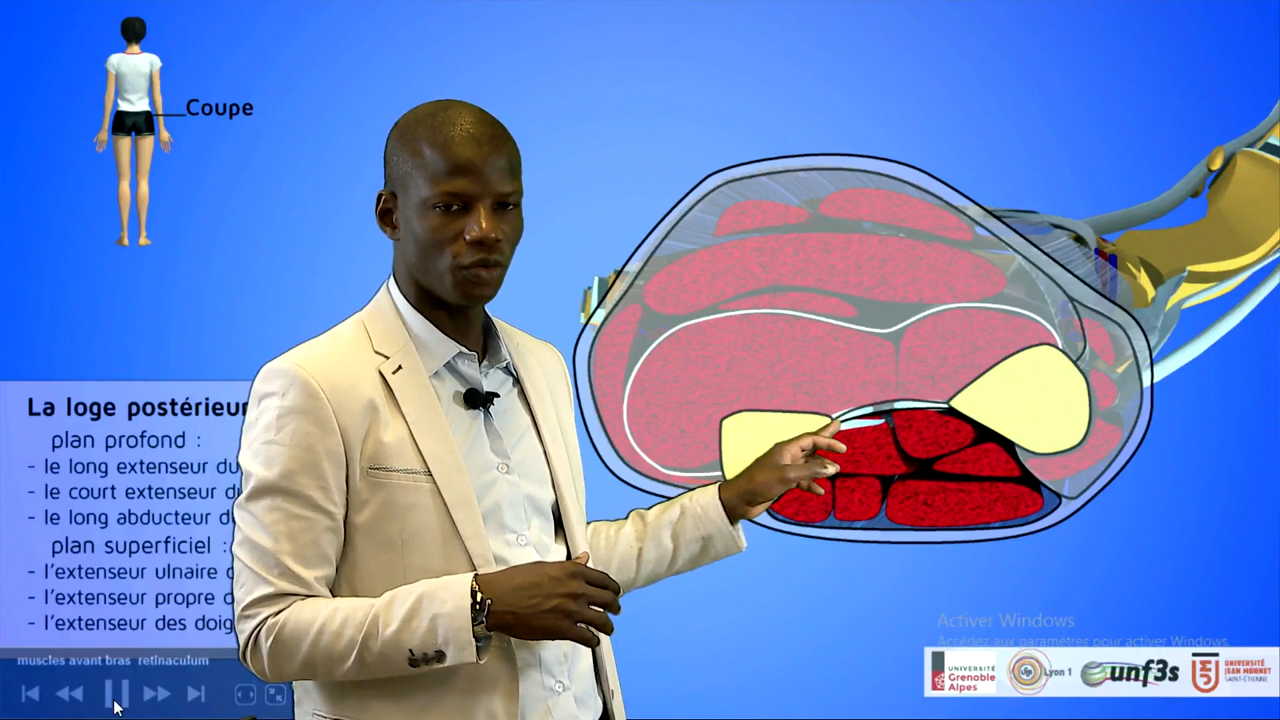 Coupe
La loge postérieur
plan profond :
- le long extenseur du
- le court extenseur d
- le long abducteur d
plan superficiel :
- l'extenseur ulnaire
- l'extenseur propre
- l'extenseur des doig
muscles avant bras retinaculum
Activer Windows
Accédez aux paramètres pour activer Windows.
UNIVERSITÉ
Grenoble
Alpes
Lyon 1
unf3s
UNIVERSITÉ
JEAN MONNET
SAINT-ÉTIENNE